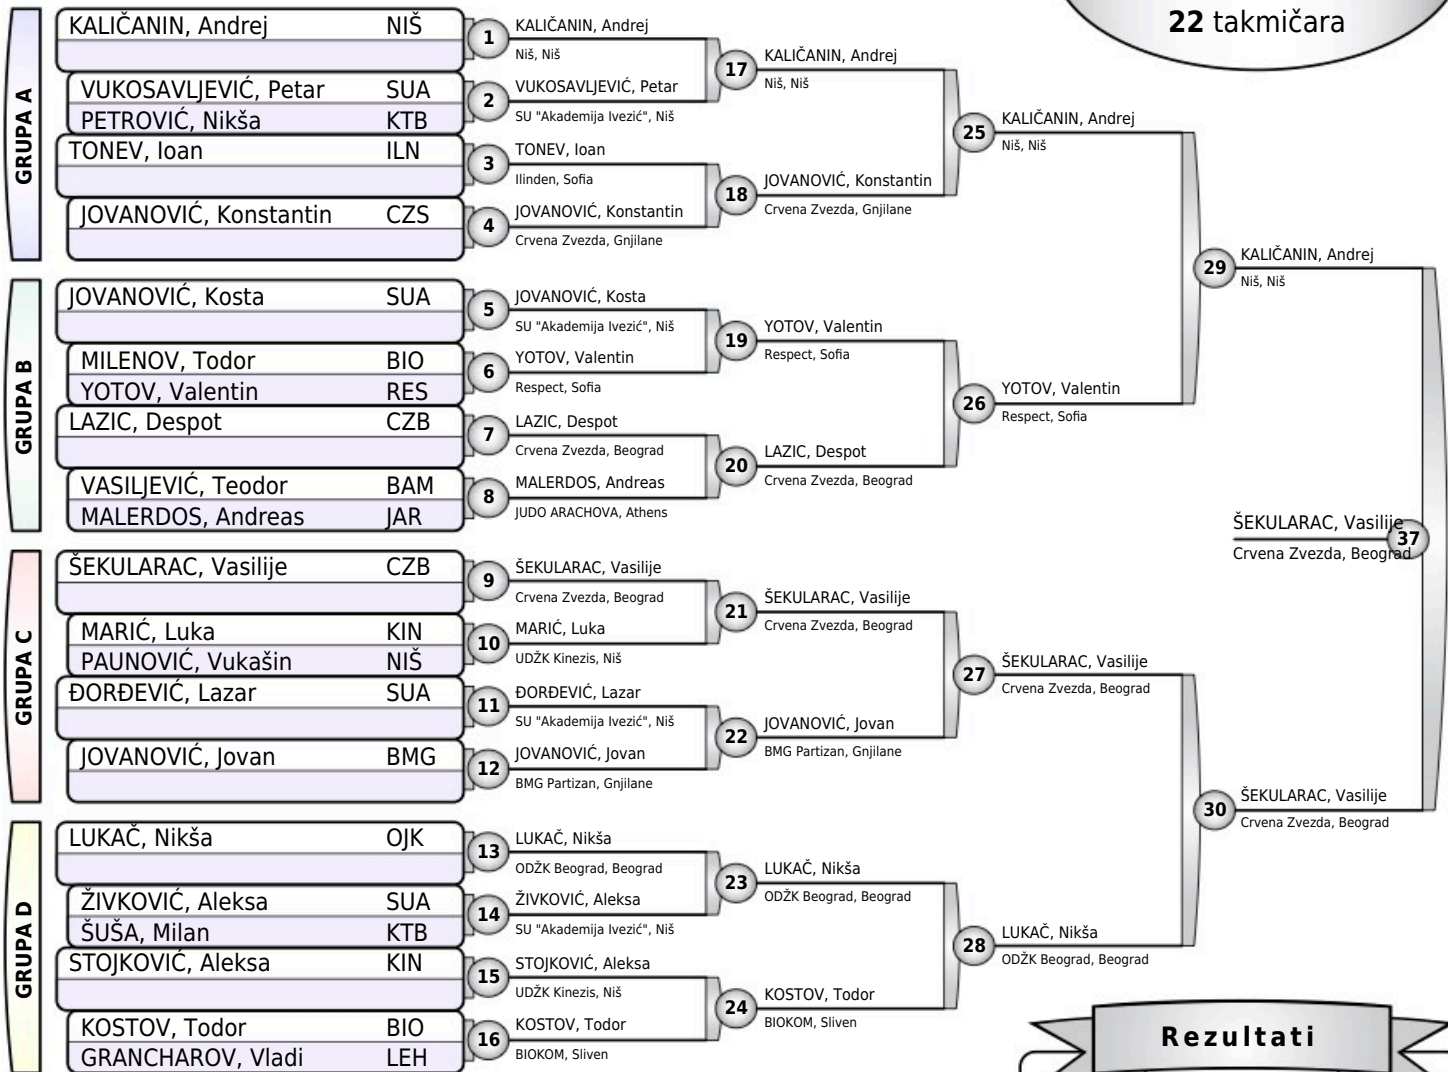 22 takmičara
GRUPA A
KALIČANIN, Andrej NIŠ
VUKOSAVLJEVIĆ, Petar SUA
PETROVIĆ, Nikša KTB
TONEV, Ioan ILN
JOVANOVIĆ, Konstantin CZS
GRUPA B
JOVANOVIĆ, Kosta SUA
MILENOV, Todor BIO
YOTOV, Valentin RES
LAZIC, Despot CZB
VASILJEVIĆ, Teodor BAM
MALERDOS, Andreas JAR
GRUPA C
ŠEKULARAC, Vasilije CZB
MARIĆ, Luka KIN
PAUNOVIĆ, Vukašin NIŠ
ĐORĐEVIĆ, Lazar SUA
JOVANOVIĆ, Jovan BMG
GRUPA D
LUKAČ, Nikša OJK
ŽIVKOVIĆ, Aleksa SUA
ŠUŠA, Milan KTB
STOJKOVIĆ, Aleksa KIN
KOSTOV, Todor BIO
GRANCHAROV, Vladi LEH
1 KALIČANIN, Andrej
Niš, Niš
2 VUKOSAVLJEVIĆ, Petar
SU "Akademija Ivezić", Niš
3 TONEV, Ioan
Ilinden, Sofia
4 JOVANOVIĆ, Konstantin
Crvena Zvezda, Gnjilane
5 JOVANOVIĆ, Kosta
SU "Akademija Ivezić", Niš
6 YOTOV, Valentin
Respect, Sofia
7 LAZIC, Despot
Crvena Zvezda, Beograd
8 MALERDOS, Andreas
JUDO ARACHOVA, Athens
9 ŠEKULARAC, Vasilije
Crvena Zvezda, Beograd
10 MARIĆ, Luka
UDŽK Kinezis, Niš
11 ĐORĐEVIĆ, Lazar
SU "Akademija Ivezić", Niš
12 JOVANOVIĆ, Jovan
BMG Partizan, Gnjilane
13 LUKAČ, Nikša
ODŽK Beograd, Beograd
14 ŽIVKOVIĆ, Aleksa
SU "Akademija Ivezić", Niš
15 STOJKOVIĆ, Aleksa
UDŽK Kinezis, Niš
16 KOSTOV, Todor
BIOKOM, Sliven
17 KALIČANIN, Andrej
Niš, Niš
18 JOVANOVIĆ, Konstantin
Crvena Zvezda, Gnjilane
19 YOTOV, Valentin
Respect, Sofia
20 LAZIC, Despot
Crvena Zvezda, Beograd
21 ŠEKULARAC, Vasilije
Crvena Zvezda, Beograd
22 JOVANOVIĆ, Jovan
BMG Partizan, Gnjilane
23 LUKAČ, Nikša
ODŽK Beograd, Beograd
24 KOSTOV, Todor
BIOKOM, Sliven
25 KALIČANIN, Andrej
Niš, Niš
26 YOTOV, Valentin
Respect, Sofia
27 ŠEKULARAC, Vasilije
Crvena Zvezda, Beograd
28 LUKAČ, Nikša
ODŽK Beograd, Beograd
29 KALIČANIN, Andrej
Niš, Niš
30 ŠEKULARAC, Vasilije
Crvena Zvezda, Beograd
ŠEKULARAC, Vasilije 37
Crvena Zvezda, Beograd
Rezultati